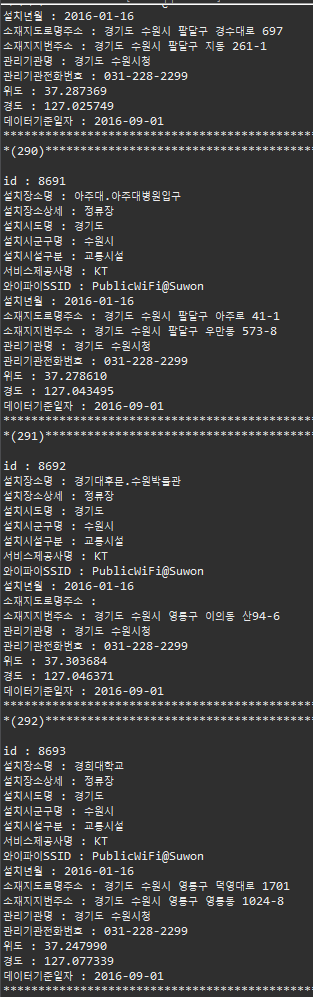 설치년월 : 2016-01-16
소재지도로명주소 : 경기도 수원시 팔달구 경수대로 697
소재지지번주소 : 경기도 수원시 팔달구 지동 261-1
관리기관명 : 경기도 수원시청
관리기관전화번호 : 031-228-2299
위도 : 37.287369
경도 : 127.025749
데이터기준일자 : 2016-09-01
*********************************************
*(290)***************************************
id : 8691
설치장소명 : 아주대.아주대병원입구
설치장소상세 : 정류장
설치시도명 : 경기도
설치시군구명 : 수원시
설치시설구분 : 교통시설
서비스제공사명 : KT
와이파이SSID : PublicWiFi@Suwon
설치년월 : 2016-01-16
소재지도로명주소 : 경기도 수원시 팔달구 아주로 41-1
소재지지번주소 : 경기도 수원시 팔달구 우만동 573-8
관리기관명 : 경기도 수원시청
관리기관전화번호 : 031-228-2299
위도 : 37.278610
경도 : 127.043495
데이터기준일자 : 2016-09-01
*********************************************
*(291)***************************************
id : 8692
설치장소명 : 경기대후문.수원박물관
설치장소상세 : 정류장
설치시도명 : 경기도
설치시군구명 : 수원시
설치시설구분 : 교통시설
서비스제공사명 : KT
와이파이SSID : PublicWiFi@Suwon
설치년월 : 2016-01-16
소재지도로명주소 :
소재지지번주소 : 경기도 수원시 영통구 이의동 산94-6
관리기관명 : 경기도 수원시청
관리기관전화번호 : 031-228-2299
위도 : 37.303684
경도 : 127.046371
데이터기준일자 : 2016-09-01
*********************************************
*(292)***************************************
id : 8693
설치장소명 : 경희대학교
설치장소상세 : 정류장
설치시도명 : 경기도
설치시군구명 : 수원시
설치시설구분 : 교통시설
서비스제공사명 : KT
와이파이SSID : PublicWiFi@Suwon
설치년월 : 2016-01-16
소재지도로명주소 : 경기도 수원시 영통구 덕영대로 1701
소재지지번주소 : 경기도 수원시 영통구 영통동 1024-8
관리기관명 : 경기도 수원시청
관리기관전화번호 : 031-228-2299
위도 : 37.247990
경도 : 127.077339
데이터기준일자 : 2016-09-01
*********************************************